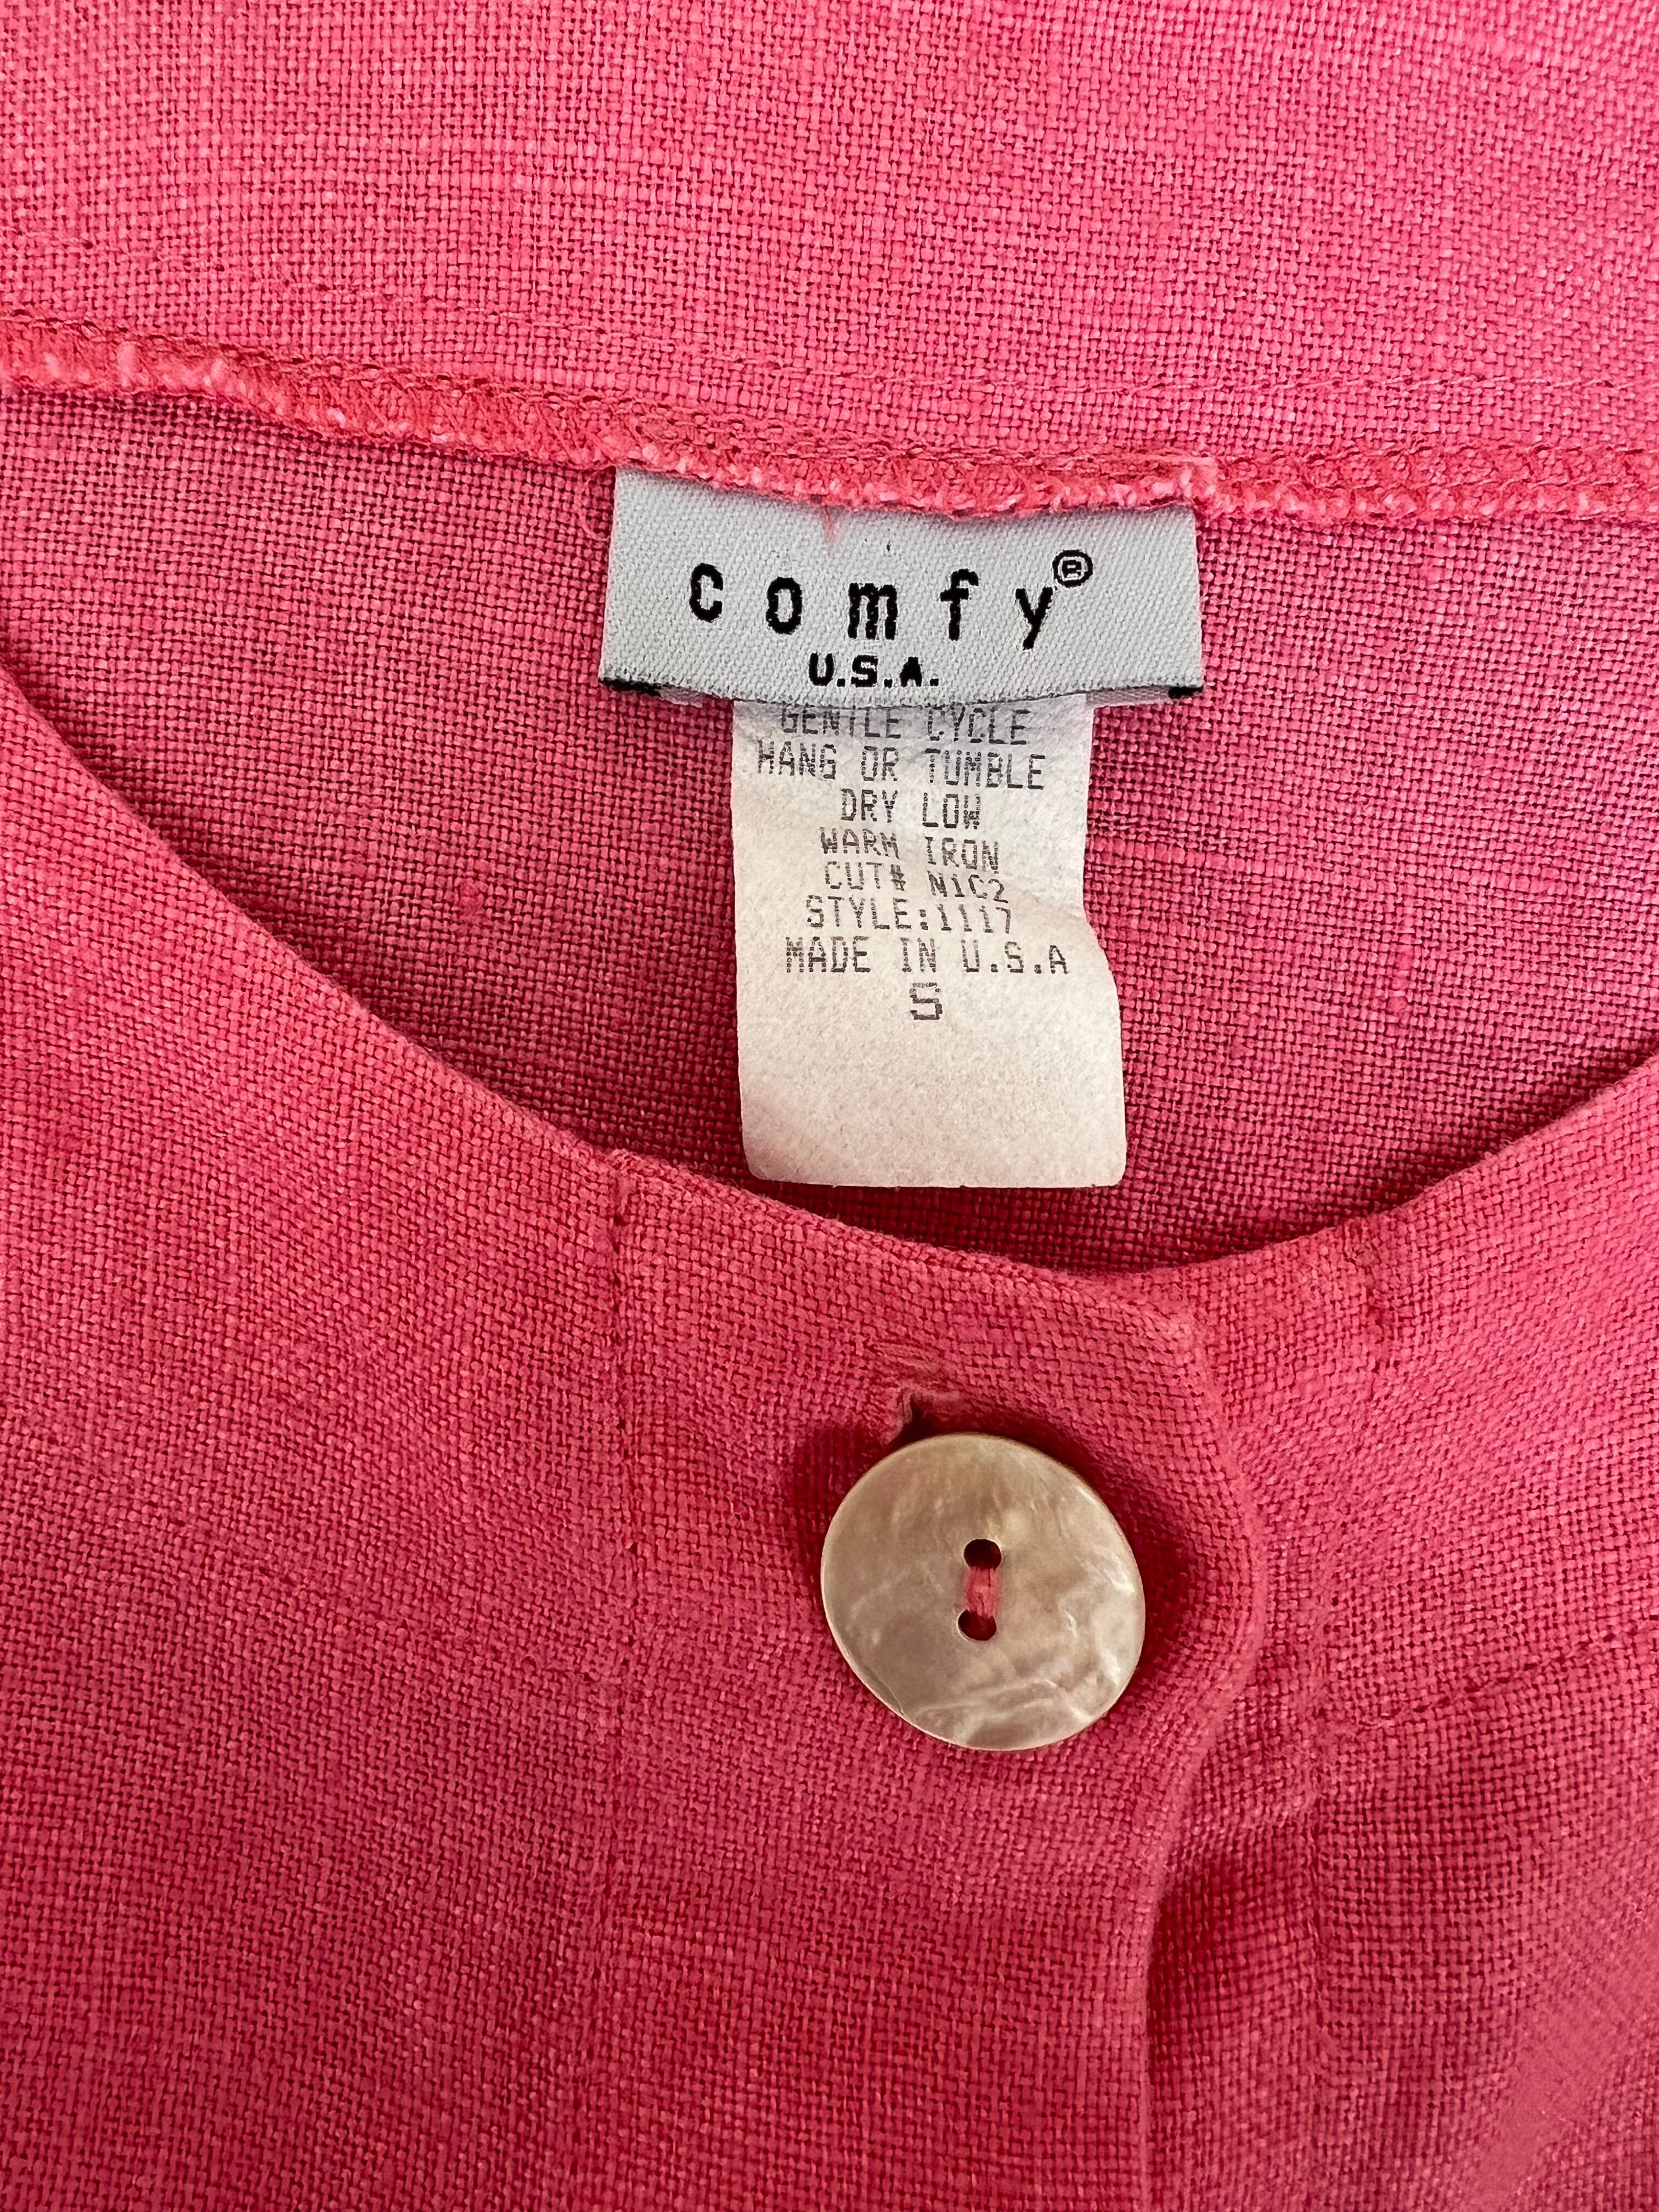 comfy®
U.S.A.
GENTLE CYCLE
HANG OR TUMBLE
DRY LOW
WARM IRON
CUT# N1C2
STYLE:1117
MADE IN U.S.A
S